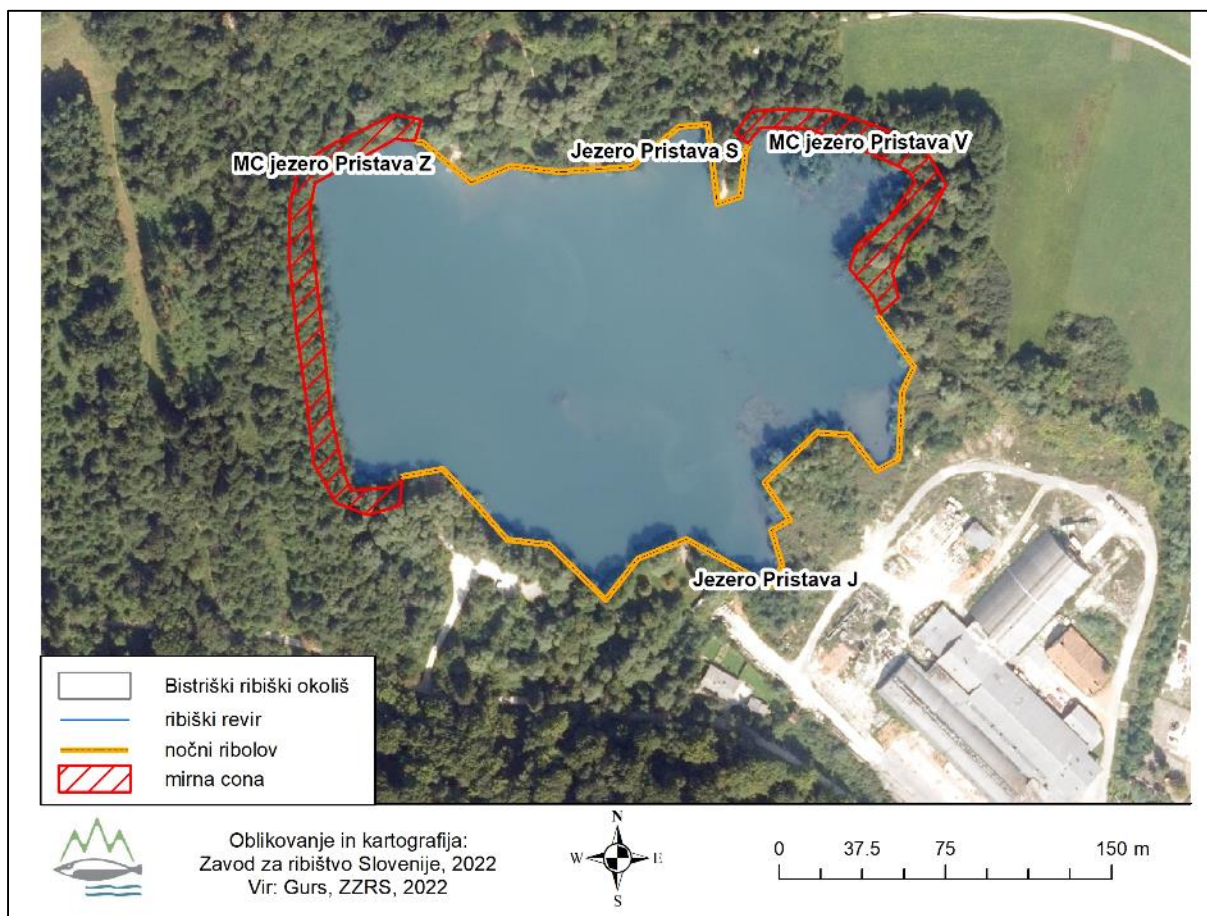 MC jezero Pristava Z
Jezero Pristava S
MC jezero Pristava V
Jezero Pristava J
Bistriški ribiški okoliš
ribiški revir
nočni ribolov
mirna cona
Oblikovanje in kartografija:
Zavod za ribištvo Slovenije, 2022
Vir: Gurs, ZZRS, 2022
N
W E
S
0 37.5 75 150 m